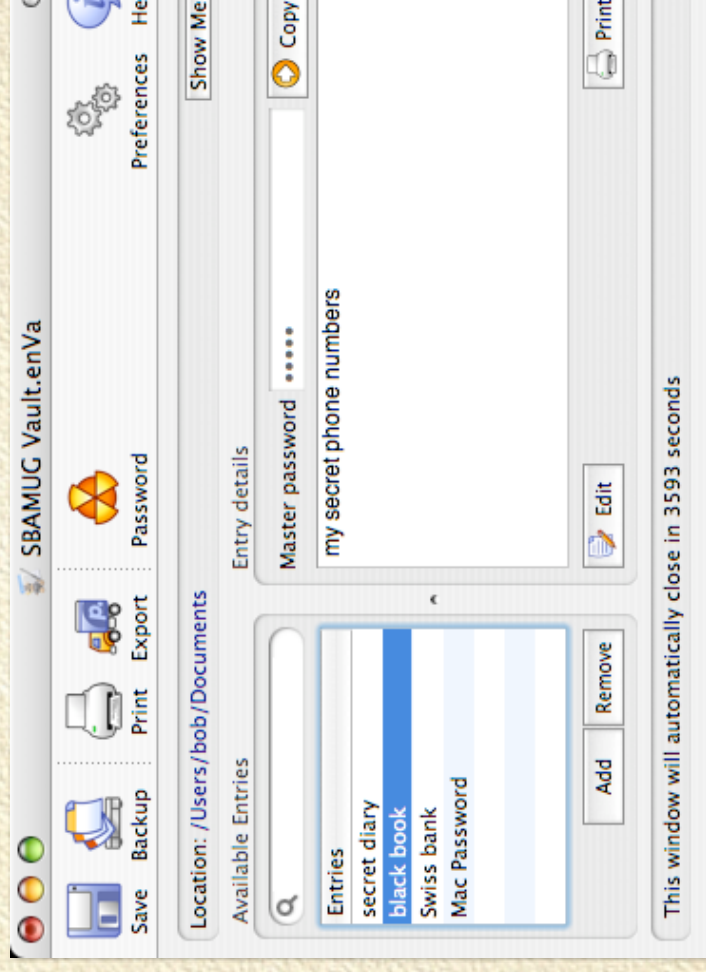 SBAMUG Vault.enVa
Save Backup Print Export Password Preferences He
Location: /Users/bob/Documents Show Me
Available Entries
Entries
secret diary
black book
Swiss bank
Mac Password
Add Remove
Entry details
Master password ••••• Copy
my secret phone numbers
Edit Print
This window will automatically close in 3593 seconds